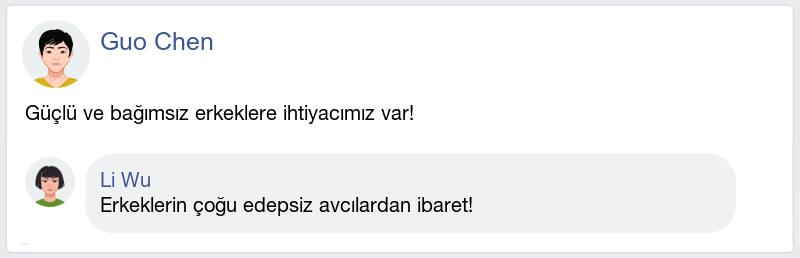 Guo Chen
Güçlü ve bağımsız erkeklere ihtiyacımız var!
Li Wu
Erkeklerin çoğu edepsiz avcılardan ibaret!